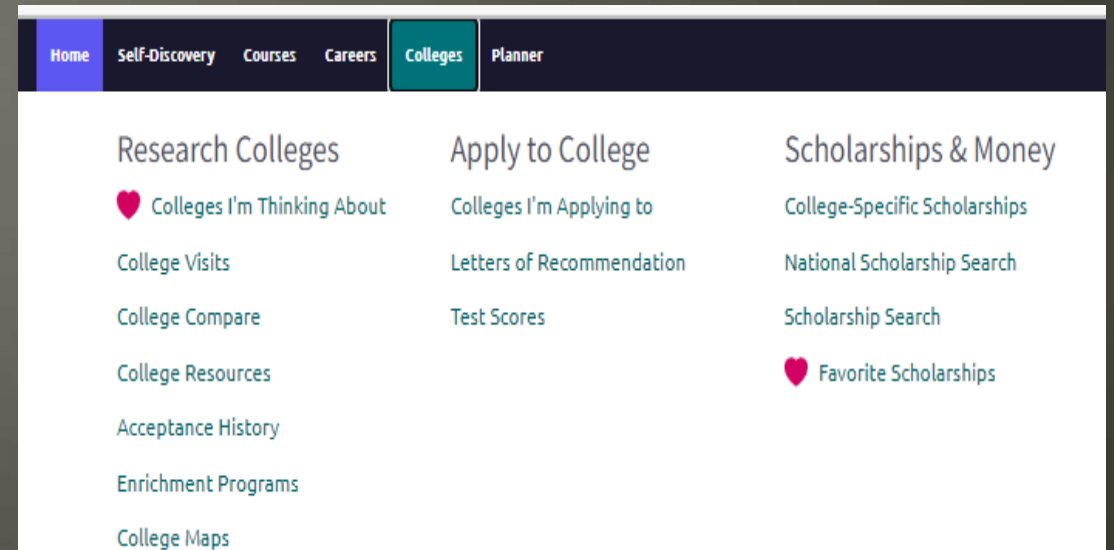 Home Self-Discovery Courses Careers Colleges Planner
Research Colleges
Colleges I'm Thinking About
College Visits
College Compare
College Resources
Acceptance History
Enrichment Programs
College Maps
Apply to College
Colleges I'm Applying to
Letters of Recommendation
Test Scores
Scholarships & Money
College-Specific Scholarships
National Scholarship Search
Scholarship Search
Favorite Scholarships